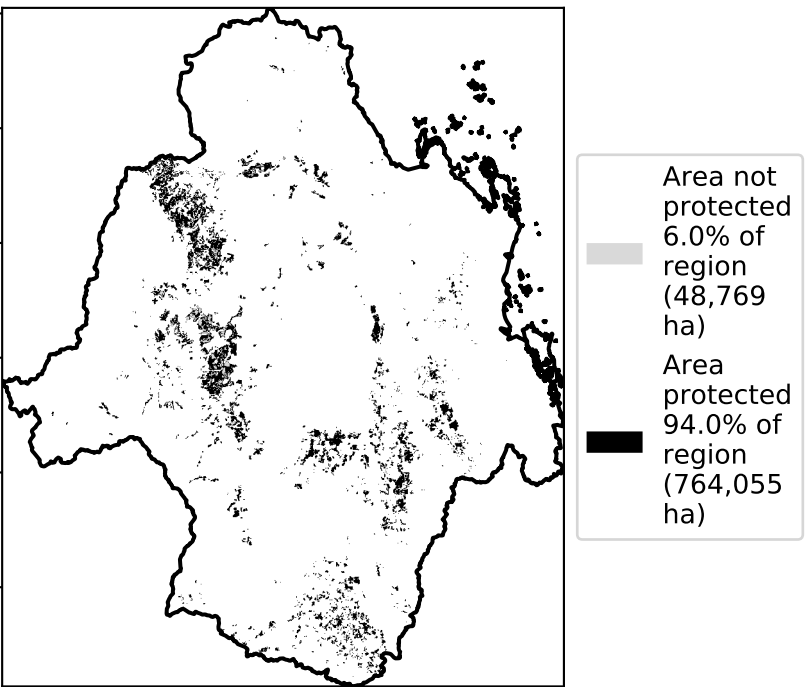 Area not
protected
6.0% of
region
(48,769
ha)
Area
protected
94.0% of
region
(764,055
ha)